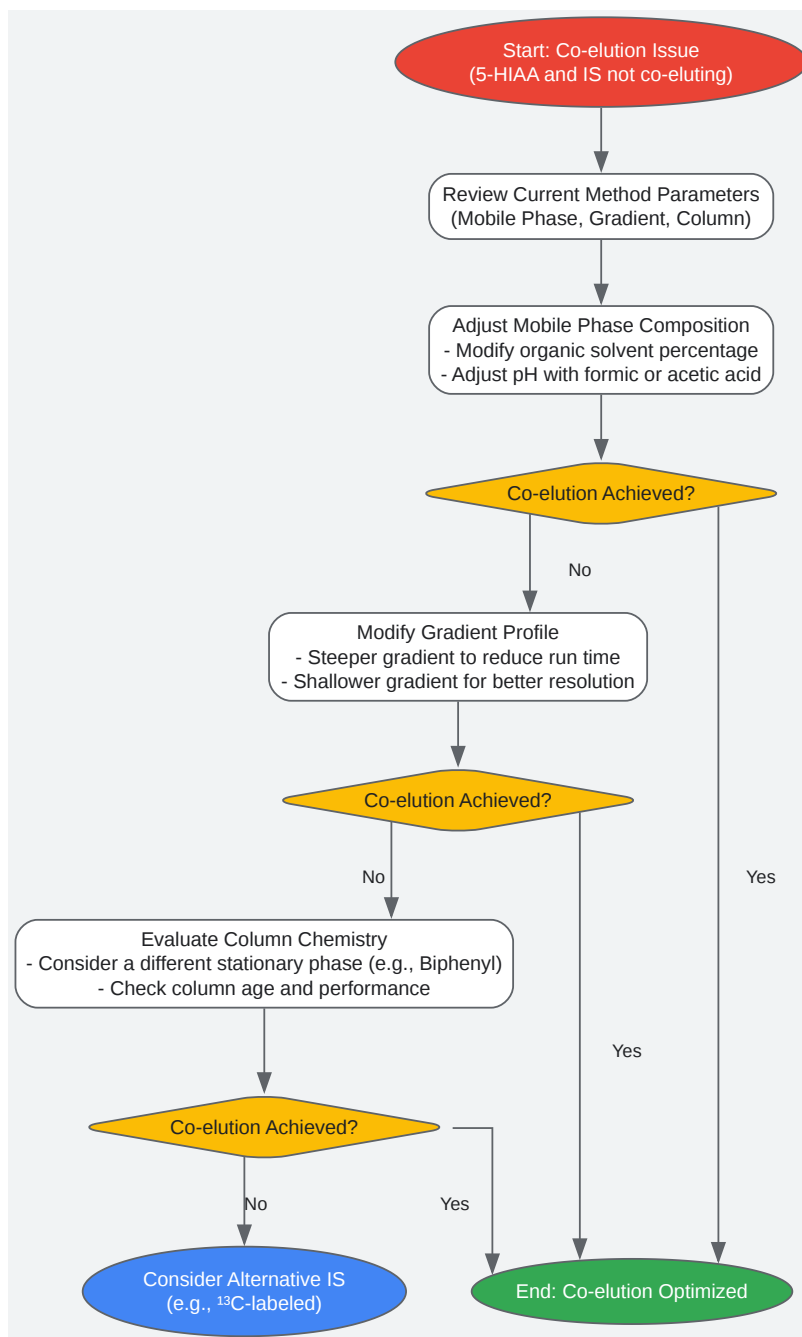 Start: Co-elution Issue
(5-HIAA and IS not co-eluting)
Review Current Method Parameters
(Mobile Phase, Gradient, Column)
Adjust Mobile Phase Composition
- Modify organic solvent percentage
- Adjust pH with formic or acetic acid
Co-elution Achieved?
No
Modify Gradient Profile
- Steeper gradient to reduce run time
- Shallower gradient for better resolution
Co-elution Achieved?
No
Yes
Evaluate Column Chemistry
- Consider a different stationary phase (e.g., Biphenyl)
- Check column age and performance
Yes
Co-elution Achieved?
No
Yes
Consider Alternative IS
(e.g., ¹³C-labeled)
End: Co-elution Optimized